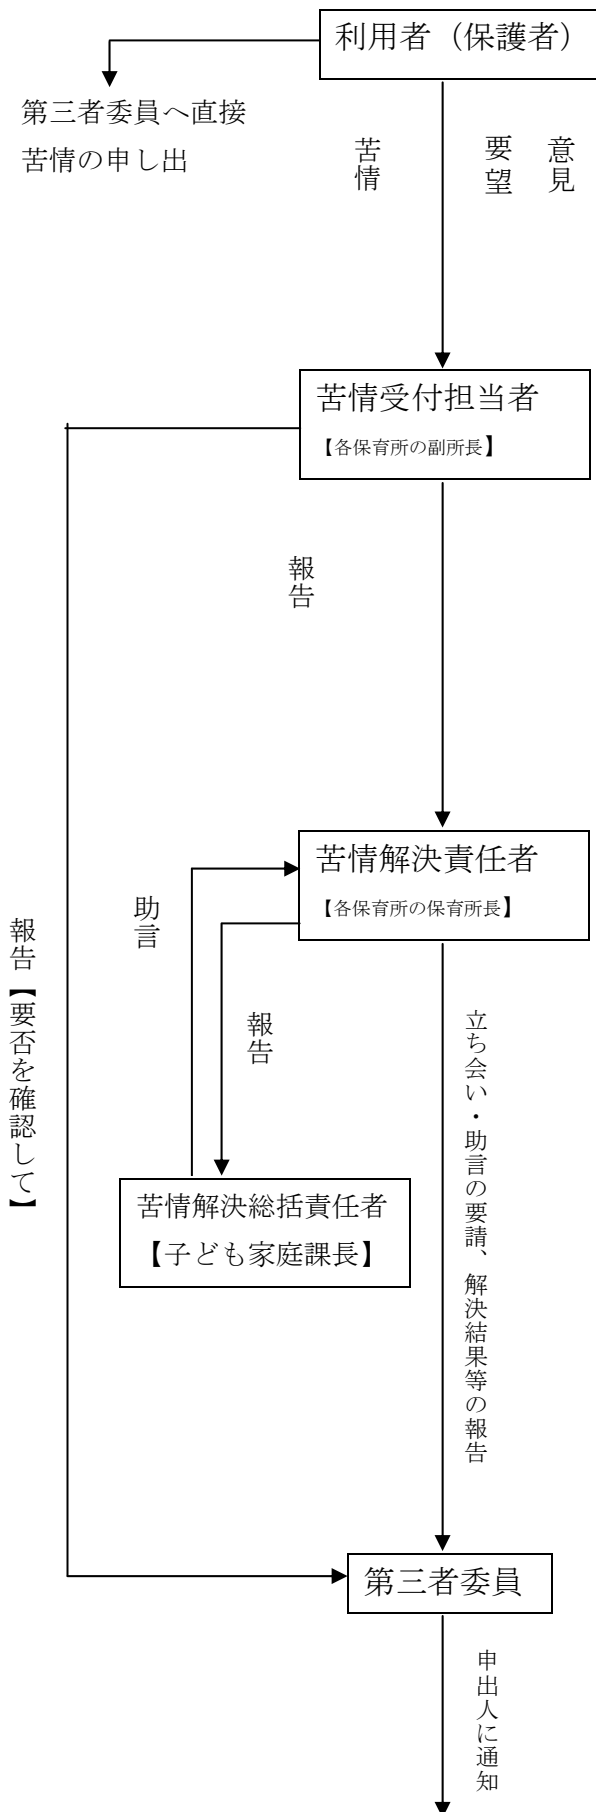 利用者（保護者）
第三者委員へ直接
苦情の申し出
苦情
要望
意見
苦情受付担当者
【各保育所の副所長】
報告
苦情解決責任者
【各保育所の保育所長】
助言
報告
報告【要否を確認して】
立ち会い・助言の要請、解決結果等の報告
苦情解決総括責任者
【子ども家庭課長】
第三者委員
申出人に通知